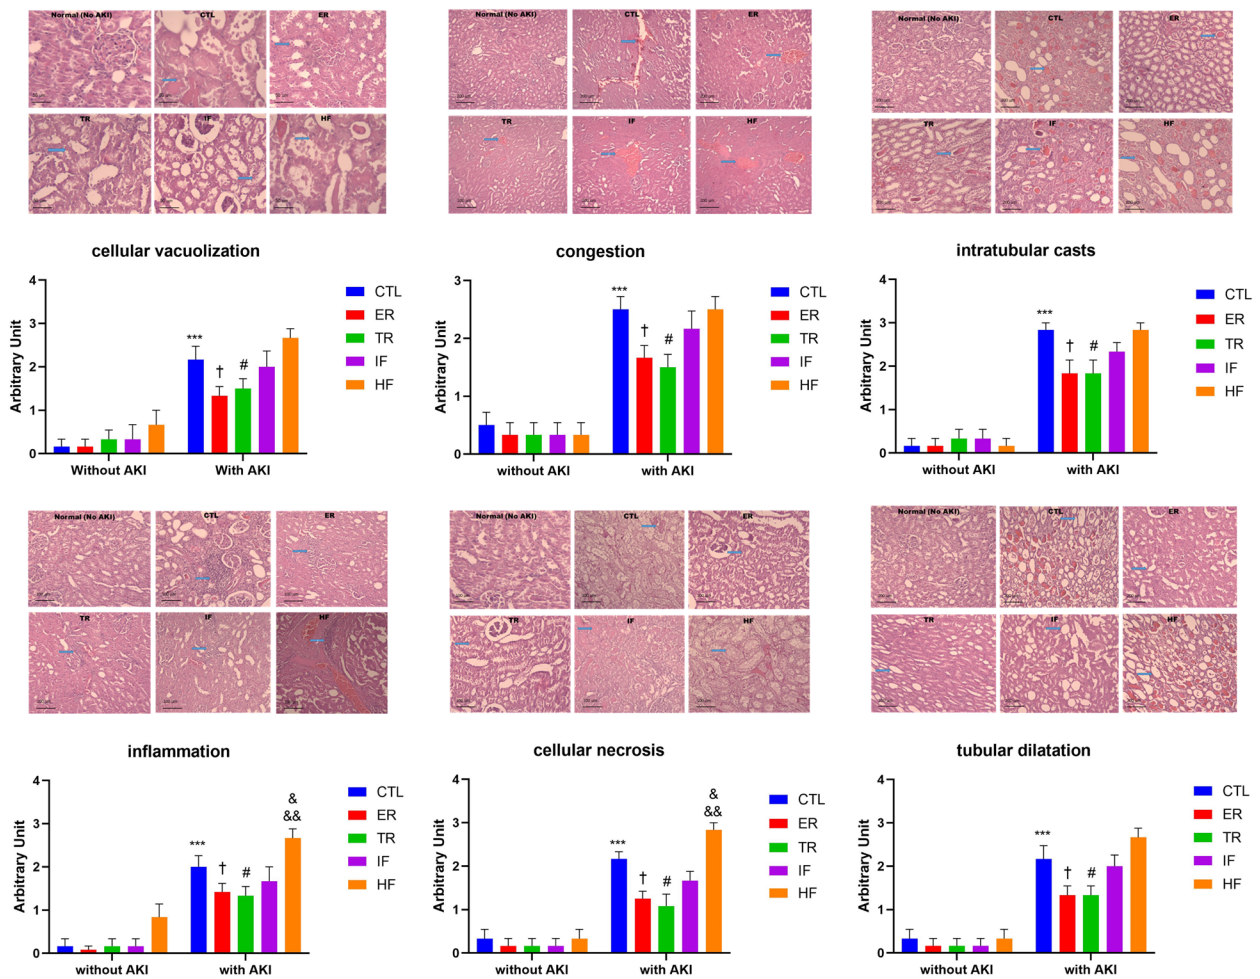 Normal (No AKI) CTL ER
TR IF HF
Normal (No AKI) CTL ER
TR IF HF
Normal (No AKI) CTL ER
TR IF HF
cellular vacuolization
Arbitrary Unit
4
3
2
1
0
***
†
#
Without AKI With AKI
CTL
ER
TR
IF
HF
congestion
Arbitrary Unit
3
2
1
0
***
†
#
without AKI with AKI
CTL
ER
TR
IF
HF
intratubular casts
Arbitrary Unit
4
3
2
1
0
***
†
#
without AKI with AKI
CTL
ER
TR
IF
HF
Normal (No AKI) CTL ER
TR IF HF
Normal (No AKI) CTL ER
TR IF HF
Normal (No AKI) CTL ER
TR IF HF
inflammation
Arbitrary Unit
4
3
2
1
0
***
†
#
&
&&
without AKI with AKI
CTL
ER
TR
IF
HF
cellular necrosis
Arbitrary Unit
4
3
2
1
0
***
†
#
&
&&
without AKI with AKI
CTL
ER
TR
IF
HF
tubular dilatation
Arbitrary Unit
4
3
2
1
0
***
†
#
without AKI with AKI
CTL
ER
TR
IF
HF